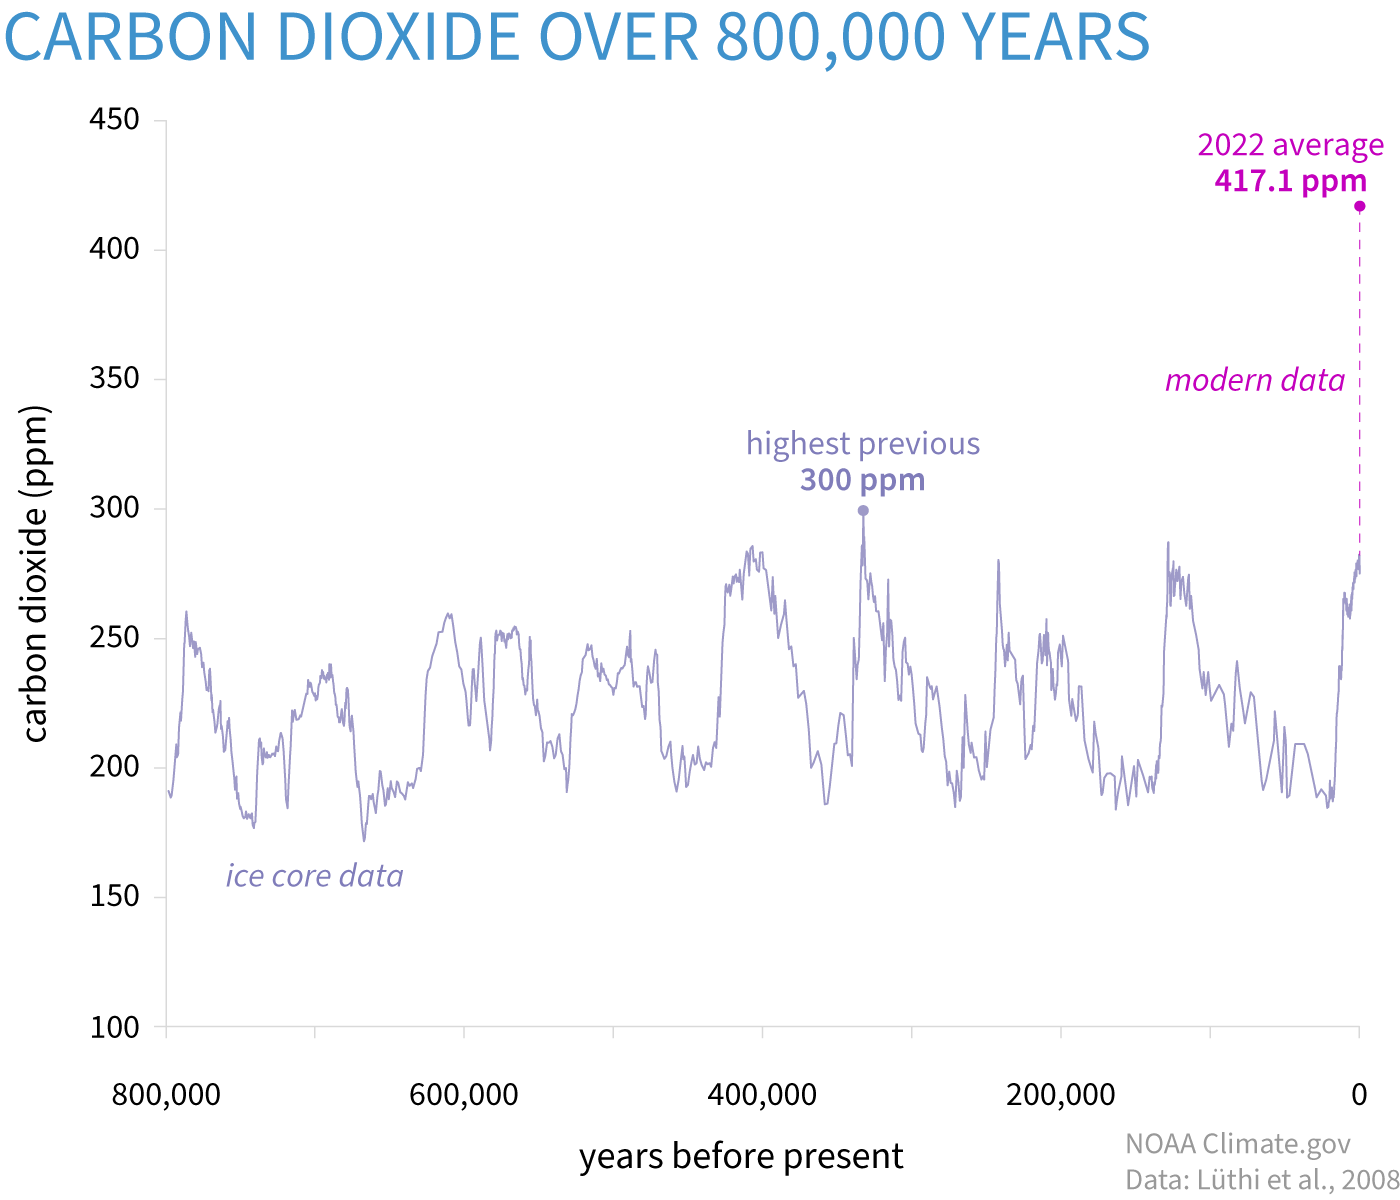 CARBON DIOXIDE OVER 800,000 YEARS
450
2022 average
417.1 ppm
400
350
modern data
highest previous
300 ppm
300
carbon dioxide (ppm)
250
200
ice core data
150
100
800,000
600,000
400,000
200,000
0
years before present
NOAA Climate.gov
Data: Lüthi et al., 2008